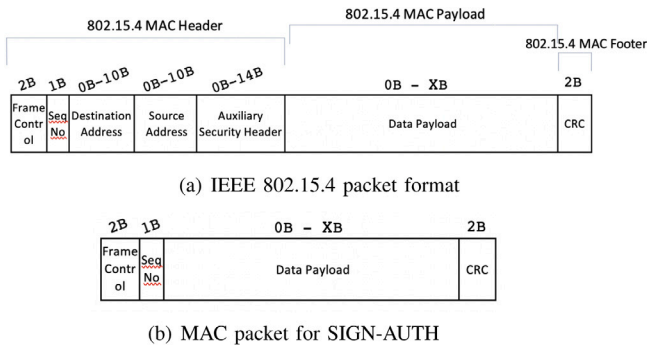 802.15.4 MAC Header
802.15.4 MAC Payload
802.15.4 MAC Footer
2B 1B 0B-10B 0B-10B 0B-14B 0B - XB 2B
Frame
Contr
ol
Seq
No
Destination
Address
Source
Address
Auxiliary
Security Header
Data Payload
CRC
(a) IEEE 802.15.4 packet format
2B 1B 0B - XB 2B
Frame
Contr
ol
Seq
No
Data Payload
CRC
(b) MAC packet for SIGN-AUTH